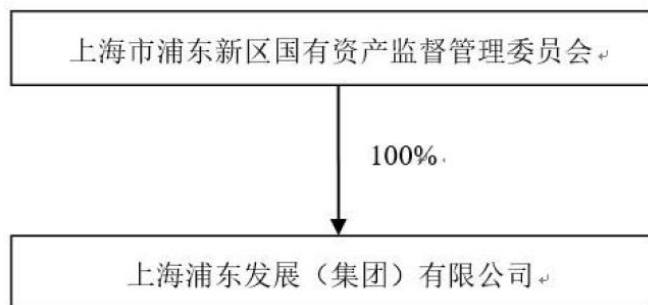 上海市浦东新区国有资产监督管理委员会
100%
上海浦东发展（集团）有限公司